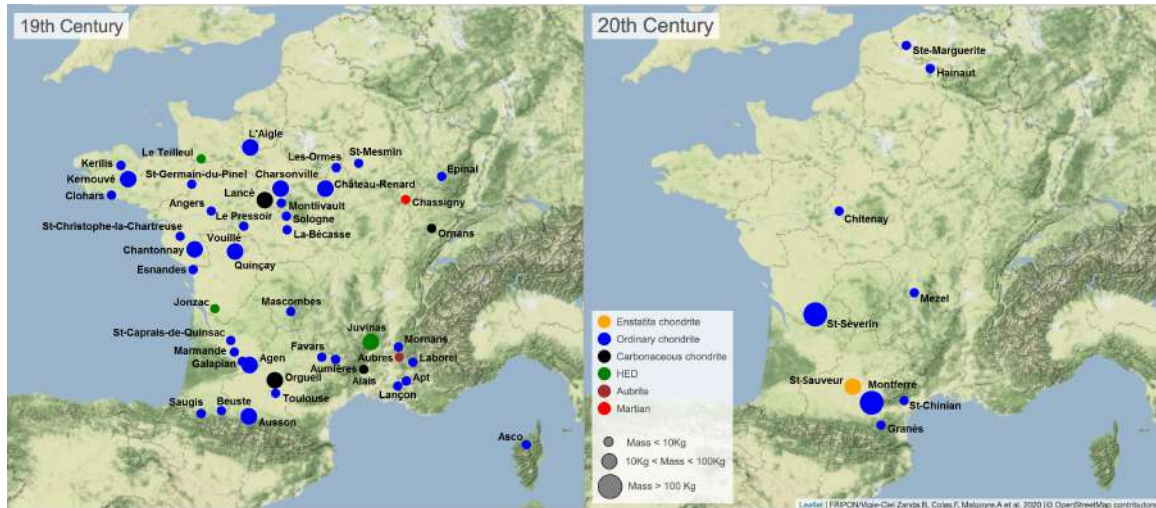 19th Century
L'Aigle
Le Teilleul
Kerilis
St-Germain-du-Pinel
Les-Ormes
St-Mesmin
Epinal
Kernouvé
Charsonville
Château-Renard
Clohars
Lancé
Chassigny
Angers
Montlivault
Le Pressoir
Sologne
St-Christophe-la-Chartreuse
La-Bécasse
Ornans
Vouillé
Chantonnay
Quinçay
Esnandes
Jonzac
Mascombes
St-Caprais-de-Quinsac
Juvinas
Mornans
Marmande
Favars
Aubres
Laborel
Galapian
Agen
Aumières
Alais
Apt
Orgueil
Lançon
Toulouse
Saugis
Beuste
Ausson
Asco
20th Century
Ste-Marguerite
Hainaut
Chitenay
Mezel
St-Séverin
St-Sauveur
Montferré
St-Chinian
Granès
Enstatite chondrite
Ordinary chondrite
Carbonaceous chondrite
HED
Aubrite
Martian
Mass < 10Kg
10Kg < Mass < 100Kg
Mass > 100 Kg
Leaflet | FRIPON/Vigie-Ciel Zanda,B, Colas,F, Malgoyre,A et al. 2020 | © OpenStreetMap contributors